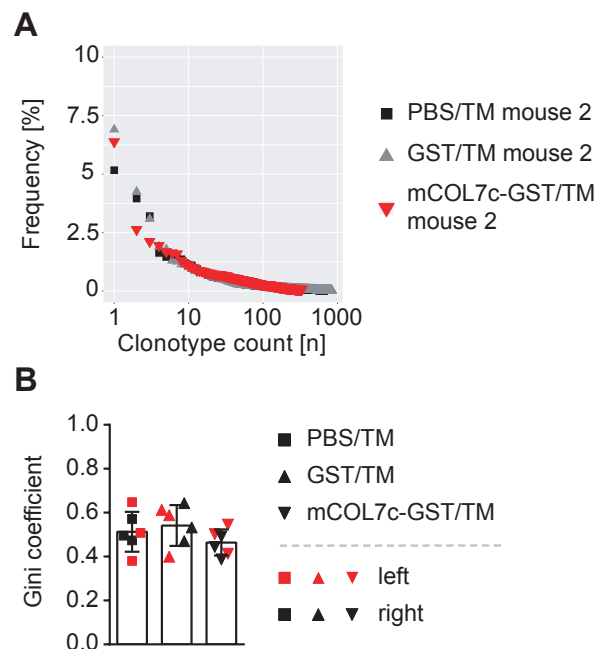 A
Frequency [%]
10
7.5
5
2.5
0
1 10 100 1000
Clonotype count [n]
PBS/TM mouse 2
GST/TM mouse 2
mCOL7c-GST/TM
mouse 2
B
Gini coefficient
1.0
0.8
0.6
0.4
0.2
0.0
PBS/TM
GST/TM
mCOL7c-GST/TM
left
right